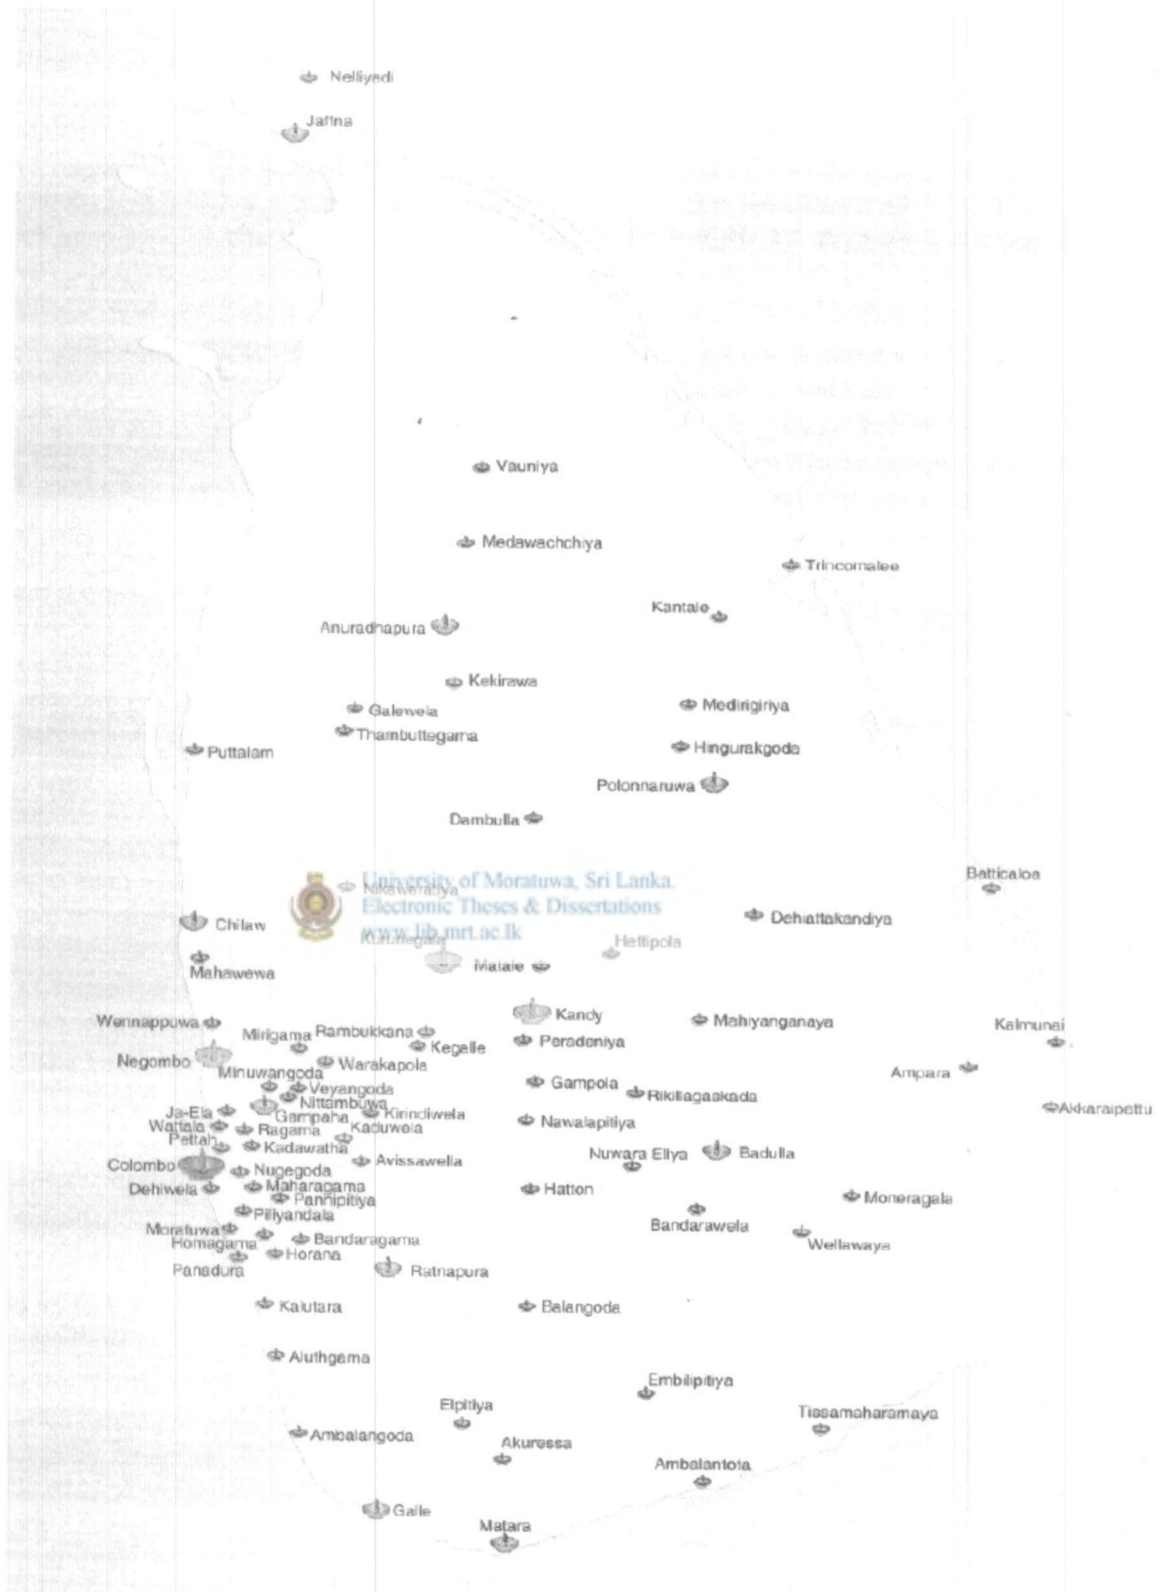 Nelliyadi
Jaffna
Vauniya
Medawachchiya
Trincomalee
Kantale
Anuradhapura
Kekirawa
Galewela
Medirigiriya
Thambuttegama
Puttalam
Hingurakgoda
Polonnaruwa
Dambulla
Batticaloa
University of Moratuwa, Sri Lanka.
Nikaweratiya
Electronic Theses & Dissertations
www.lib.mrt.ac.lk
Dehiattakandiya
Chilaw
Kurunegala
Hettipola
Matale
Mahawewa
Kandy
Wennappuwa
Mahiyanganaya
Kalmunai
Mirigama
Rambukkana
Peradeniya
Kegalle
Negombo
Warakapola
Minuwangoda
Ampara
Gampola
Veyangoda
Rikillagaskada
Nittambuwa
Akkaraipattu
Ja-Ela
Gampaha
Kirindiwela
Nawalapitiya
Wattala
Ragama
Kaduwela
Pettah
Kadawatha
Nuwara Eliya
Badulla
Colombo
Avissawella
Nugegoda
Dehiwela
Maharagama
Hatton
Pannipitiya
Moneragala
Piliyandala
Moratuwa
Bandarawela
Homagama
Bandaragama
Wellawaya
Horana
Panadura
Ratnapura
Kalutara
Balangoda
Aluthgama
Embilipitiya
Elpitiya
Tissamaharamaya
Ambalangoda
Akuressa
Ambalantota
Galle
Matara